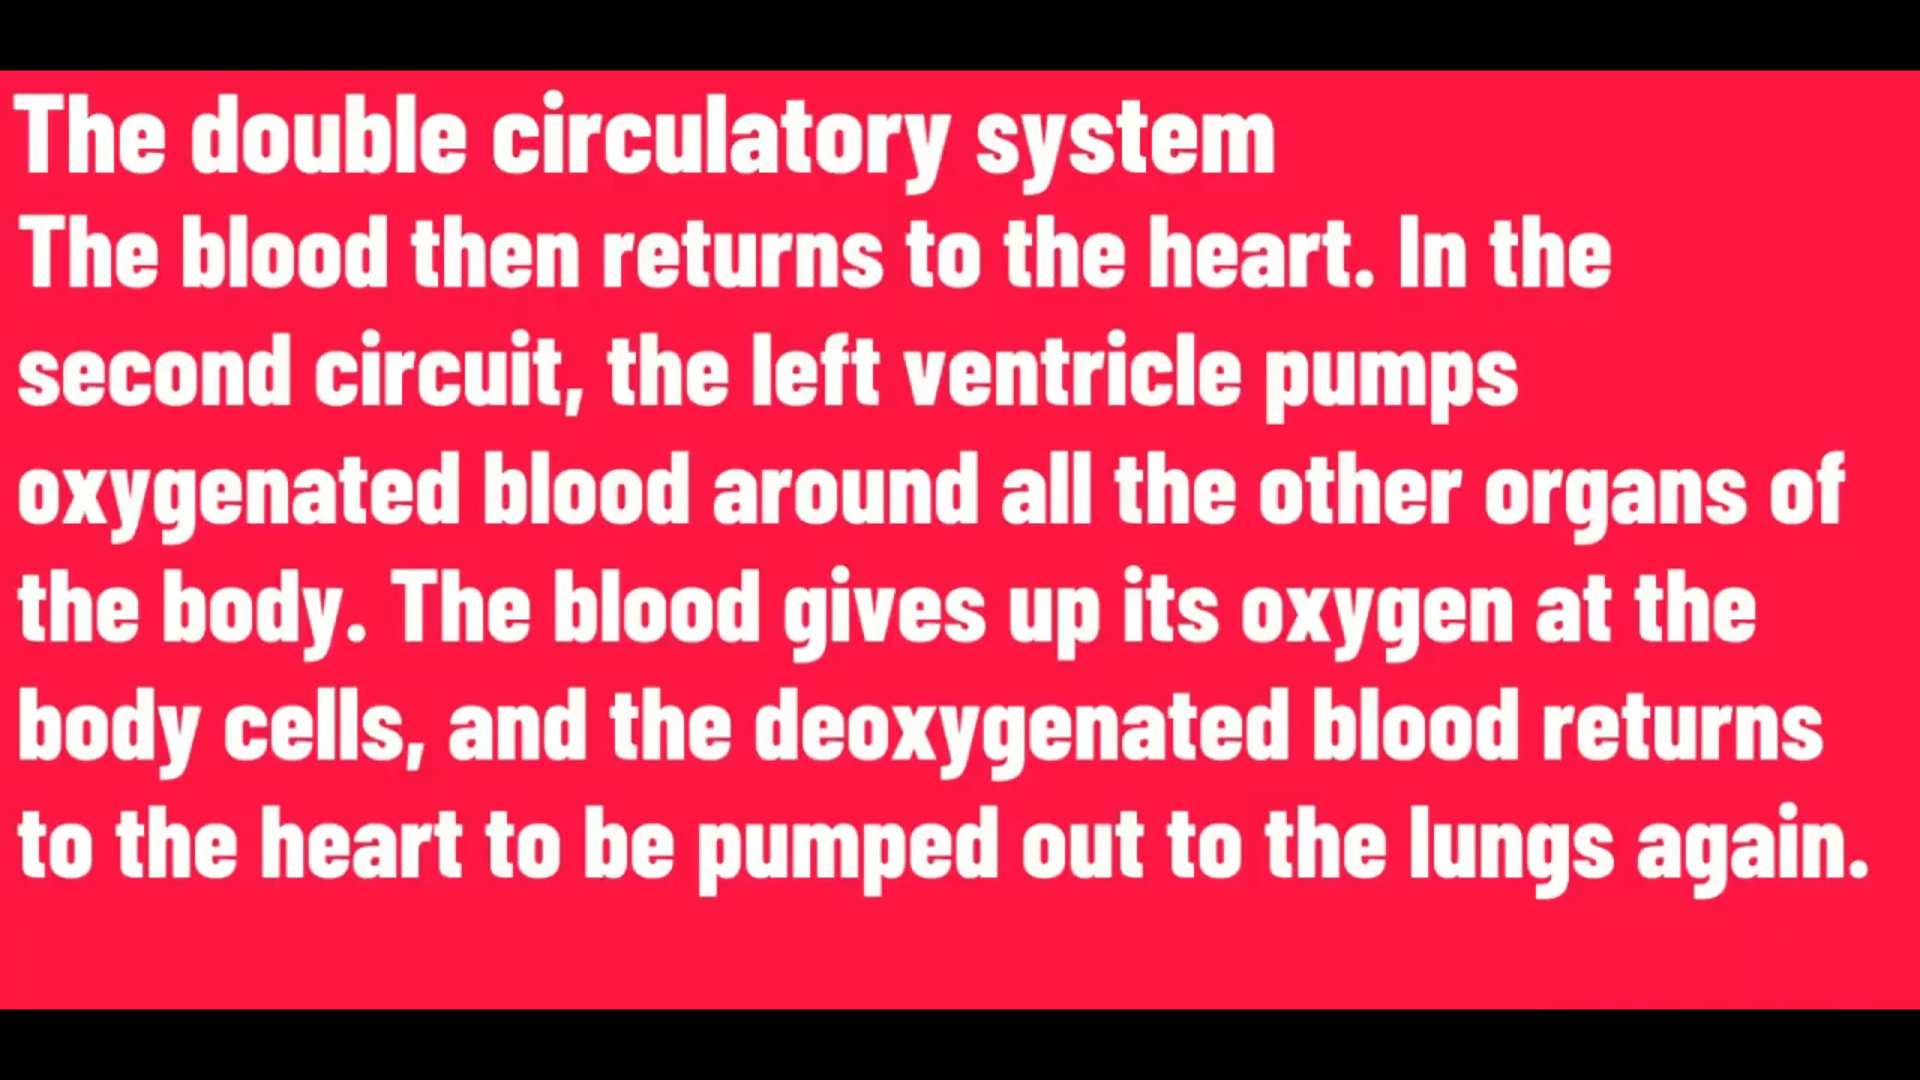 The double circulatory system
The blood then returns to the heart. In the
second circuit, the left ventricle pumps
oxygenated blood around all the other organs of
the body. The blood gives up its oxygen at the
body cells, and the deoxygenated blood returns
to the heart to be pumped out to the lungs again.